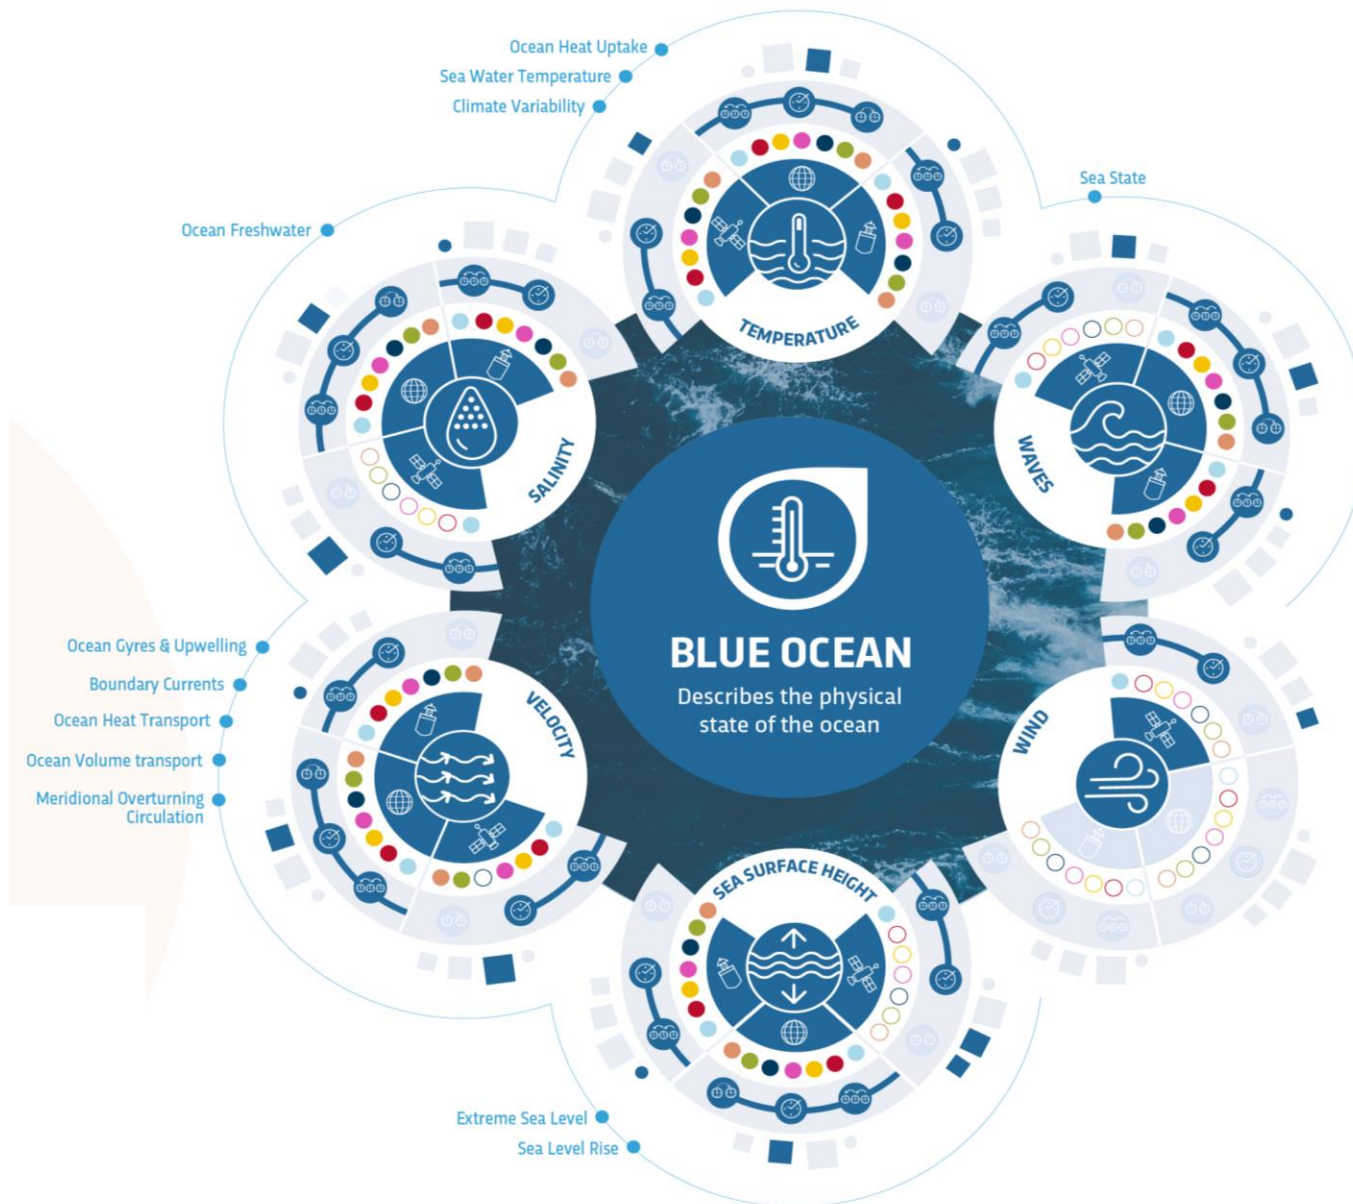 Ocean Heat Uptake
Sea Water Temperature
Climate Variability
Sea State
Ocean Freshwater
TEMPERATURE
SALINITY
WAVES
BLUE OCEAN
Describes the physical
state of the ocean
Ocean Gyres & Upwelling
Boundary Currents
Ocean Heat Transport
Ocean Volume transport
Meridional Overturning
Circulation
VELOCITY
WIND
SEA SURFACE HEIGHT
Extreme Sea Level
Sea Level Rise